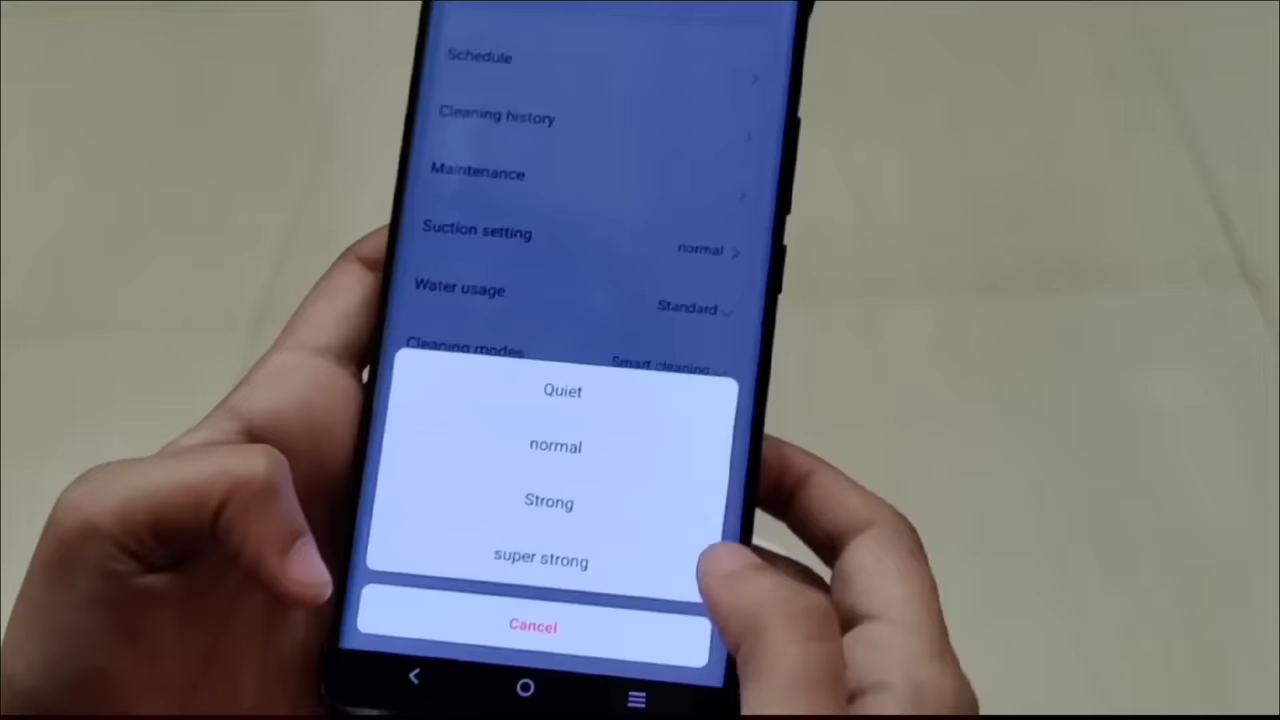 Schedule
Cleaning history
Maintenance
Suction setting normal
Water usage Standard
Cleaning modes Smart cleaning
Quiet
normal
Strong
super strong
Cancel